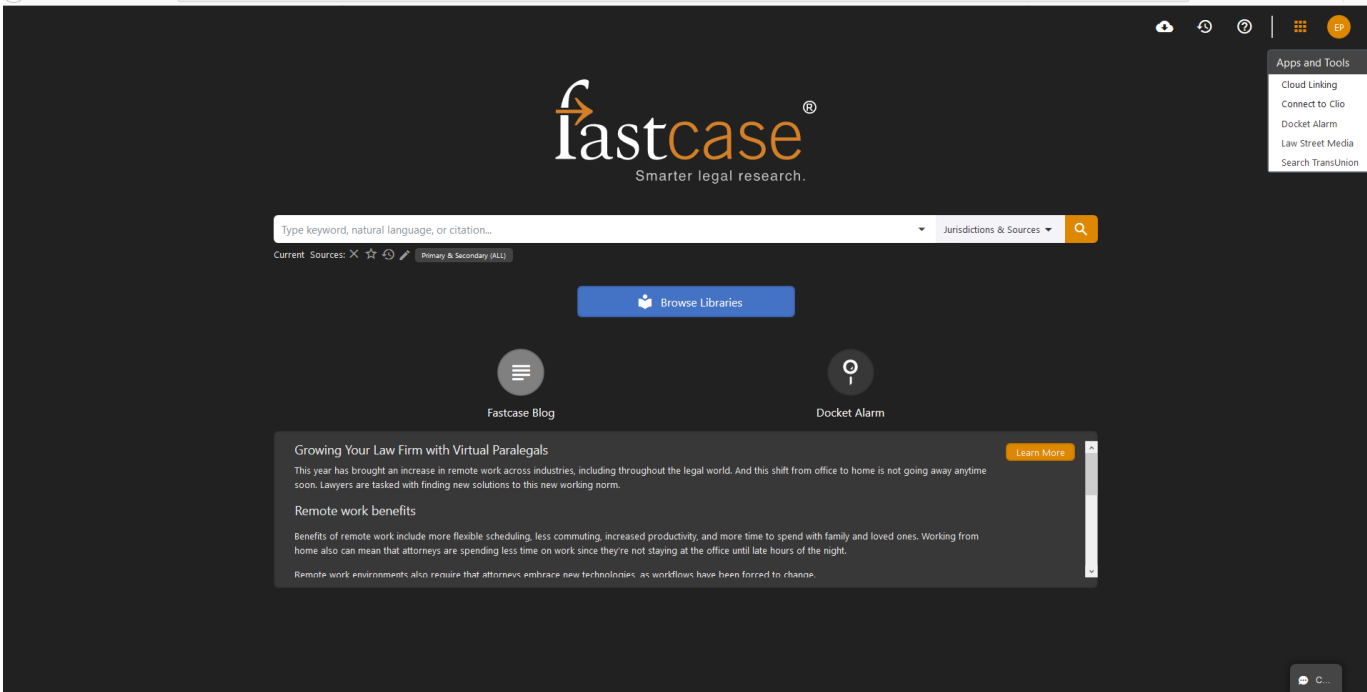 EP
Apps and Tools
Cloud Linking
Connect to Clio
Docket Alarm
Law Street Media
Search TransUnion
fastcase®
Smarter legal research.
Type keyword, natural language, or citation... Jurisdictions & Sources
Current Sources: Primary & Secondary (ALL)
Browse Libraries
Fastcase Blog Docket Alarm
Growing Your Law Firm with Virtual Paralegals Learn More
This year has brought an increase in remote work across industries, including throughout the legal world. And this shift from office to home is not going away anytime
soon. Lawyers are tasked with finding new solutions to this new working norm.
Remote work benefits
Benefits of remote work include more flexible scheduling, less commuting, increased productivity, and more time to spend with family and loved ones. Working from
home also can mean that attorneys are spending less time on work since they're not staying at the office until late hours of the night.
Remote work environments also require that attorneys embrace new technologies, as workflows have been forced to change.
C...